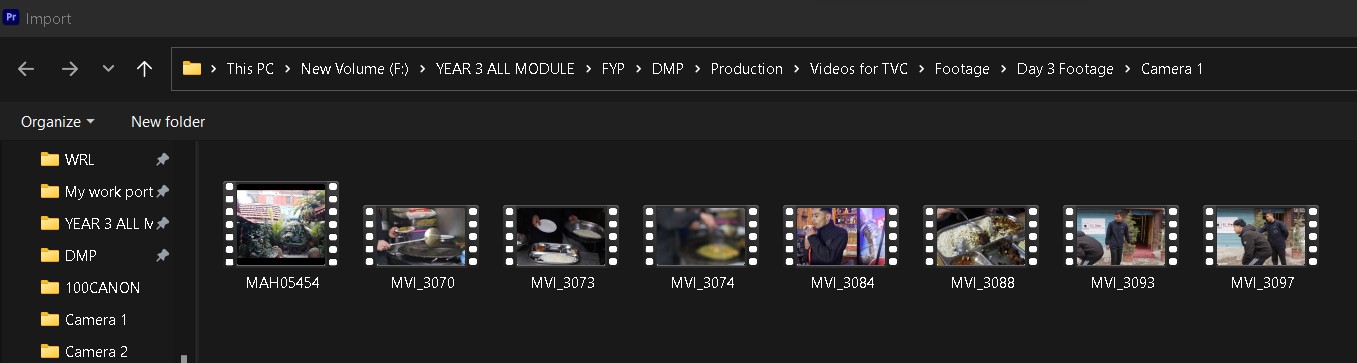 Pr Import
This PC New Volume (F:) YEAR 3 ALL MODULE FYP DMP Production Videos for TVC Footage Day 3 Footage Camera 1
Organize New folder
WRL
My work port
YEAR 3 ALL M
DMP
100CANON
Camera 1
Camera 2
MAH05454 MVI_3070 MVI_3073 MVI_3074 MVI_3084 MVI_3088 MVI_3093 MVI_3097